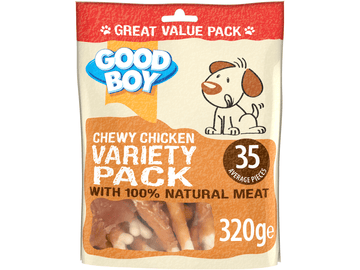 GREAT VALUE PACK
GOOD
BOY
CHEWY CHICKEN
VARIETY
PACK
35
AVERAGE PIECES
WITH 100% NATURAL MEAT
320g℮